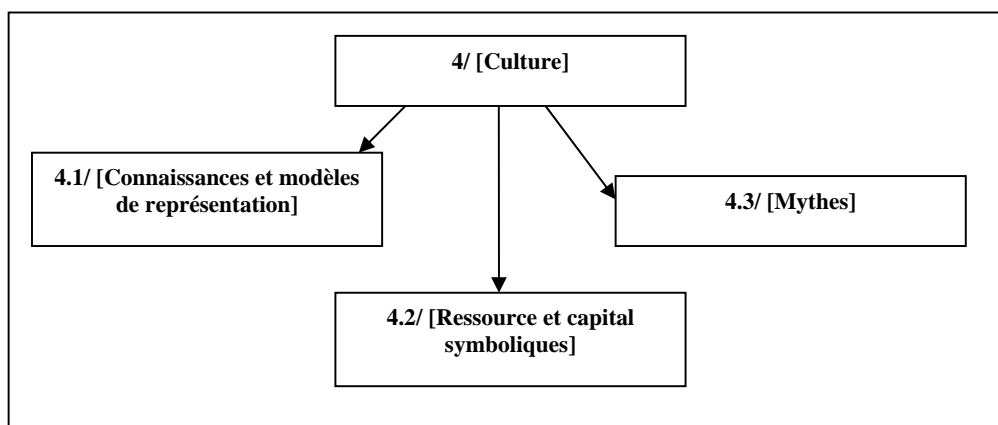 4/ [Culture]
4.1/ [Connaissances et modèles
de représentation]
4.3/ [Mythes]
4.2/ [Ressource et capital
symboliques]